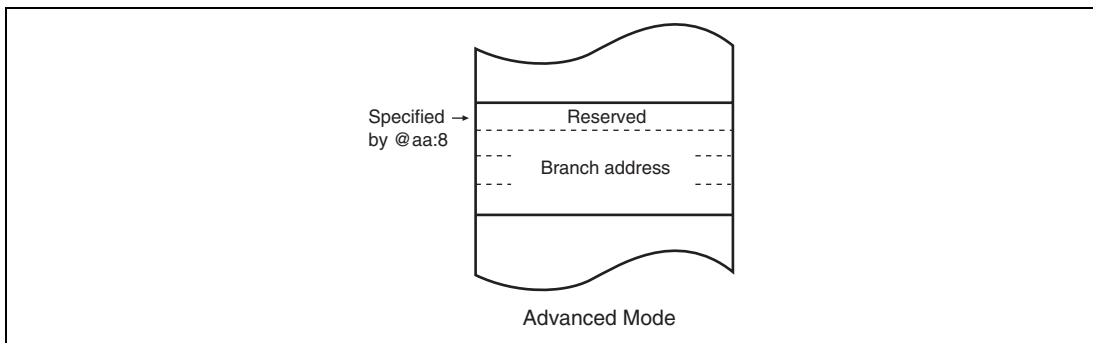 Specified →
by @aa:8
Reserved
Branch address
Advanced Mode